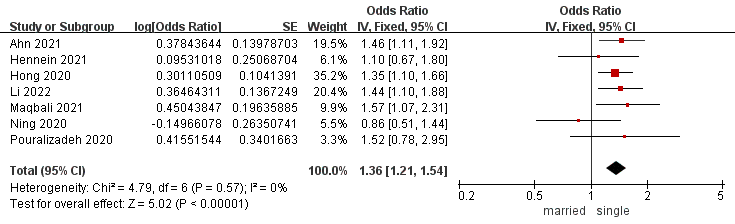 Odds Ratio Odds Ratio
Study or Subgroup log[Odds Ratio] SE Weight IV, Fixed, 95% CI IV, Fixed, 95% CI
Ahn 2021 0.37843644 0.13978703 19.5% 1.46 [1.11, 1.92]
Hennein 2021 0.09531018 0.25068704 6.1% 1.10 [0.67, 1.80]
Hong 2020 0.30110509 0.1041391 35.2% 1.35 [1.10, 1.66]
Li 2022 0.36464311 0.1367249 20.4% 1.44 [1.10, 1.88]
Maqbali 2021 0.45043847 0.19635885 9.9% 1.57 [1.07, 2.31]
Ning 2020 -0.14966078 0.26350741 5.5% 0.86 [0.51, 1.44]
Pouralizadeh 2020 0.41551544 0.3401663 3.3% 1.52 [0.78, 2.95]
Total (95% CI) 100.0% 1.36 [1.21, 1.54]
Heterogeneity: Chi² = 4.79, df = 6 (P = 0.57); I² = 0%
Test for overall effect: Z = 5.02 (P < 0.00001)
0.2 0.5 1 2 5
married single